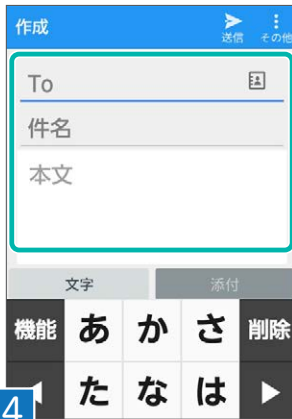 作成
送信 その他
To
件名
本文
文字 添付
機能 あ か さ 削除
4 ◀ た な は ▶